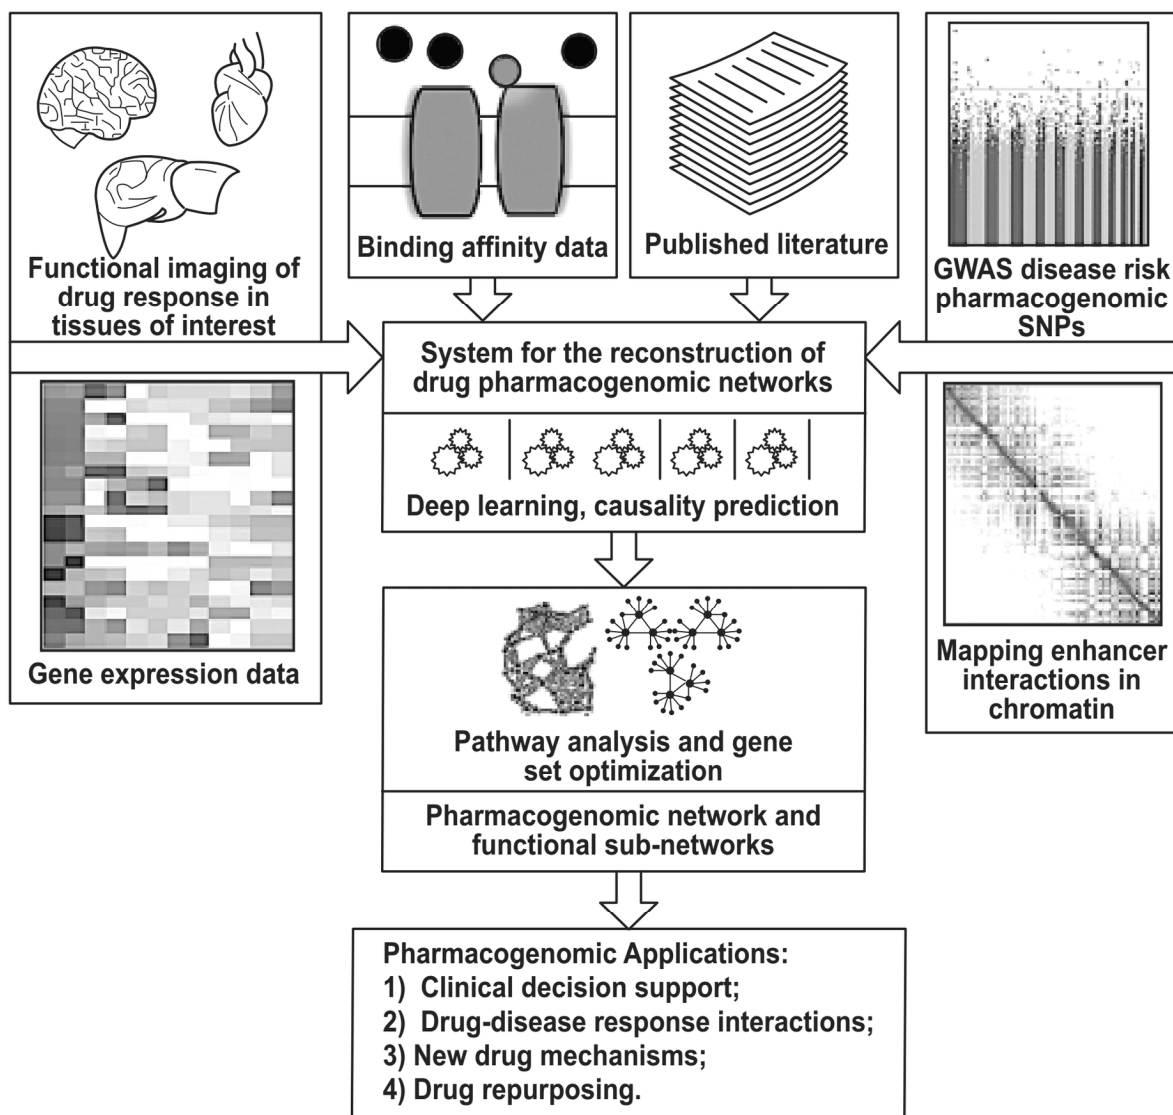 Functional imaging of
drug response in
tissues of interest
Binding affinity data
Published literature
GWAS disease risk
pharmacogenomic
SNPs
System for the reconstruction of
drug pharmacogenomic networks
Deep learning, causality prediction
Gene expression data
Mapping enhancer
interactions in
chromatin
Pathway analysis and gene
set optimization
Pharmacogenomic network and
functional sub-networks
Pharmacogenomic Applications:
1) Clinical decision support;
2) Drug-disease response interactions;
3) New drug mechanisms;
4) Drug repurposing.